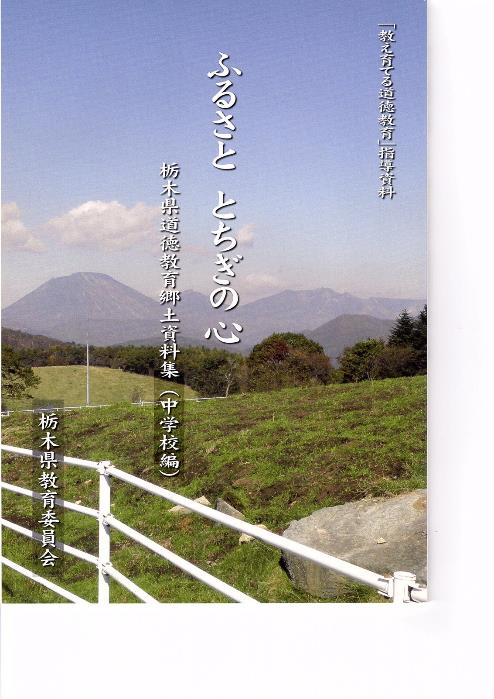 「教え育てる道徳教育」指導資料
ふるさと とちぎの心
栃木県道徳教育郷土資料集(中学校編)
栃木県教育委員会